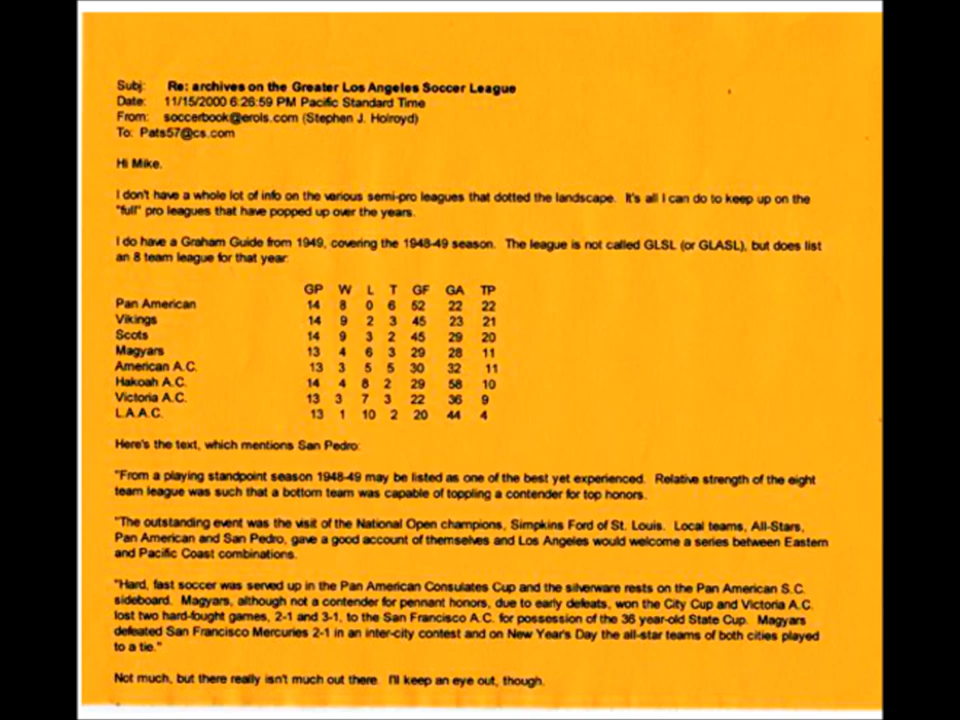 Subj: Re: archives on the Greater Los Angeles Soccer League
Date: 11/15/2000 6:26:59 PM Pacific Standard Time
From: soccerbook@erols.com (Stephen J. Holroyd)
To: Pats57@cs.com
Hi Mike.
I don't have a whole lot of info on the various semi-pro leagues that dotted the landscape. It's all I can do to keep up on the
"full" pro leagues that have popped up over the years.
I do have a Graham Guide from 1949, covering the 1948-49 season. The league is not called GLSL (or GLASL), but does list
an 8 team league for that year:
GP W L T GF GA TP
Pan American 14 8 0 6 52 22 22
Vikings 14 9 2 3 45 23 21
Scots 14 9 3 2 45 29 20
Magyars 13 4 6 3 29 28 11
American A.C. 13 3 5 5 30 32 11
Hakoah A.C. 14 4 8 2 29 58 10
Victoria A.C. 13 3 7 3 22 36 9
L.A.A.C. 13 1 10 2 20 44 4
Here's the text, which mentions San Pedro:
"From a playing standpoint season 1948-49 may be listed as one of the best yet experienced. Relative strength of the eight
team league was such that a bottom team was capable of toppling a contender for top honors.
"The outstanding event was the visit of the National Open champions, Simpkins Ford of St. Louis. Local teams, All-Stars,
Pan American and San Pedro, gave a good account of themselves and Los Angeles would welcome a series between Eastern
and Pacific Coast combinations.
"Hard, fast soccer was served up in the Pan American Consulates Cup and the silverware rests on the Pan American S.C.
sideboard. Magyars, although not a contender for pennant honors, due to early defeats, won the City Cup and Victoria A.C.
lost two hard-fought games, 2-1 and 3-1, to the San Francisco A.C. for possession of the 36 year-old State Cup. Magyars
defeated San Francisco Mercuries 2-1 in an inter-city contest and on New Year's Day the all-star teams of both cities played
to a tie."
Not much, but there really isn't much out there. I'll keep an eye out, though.